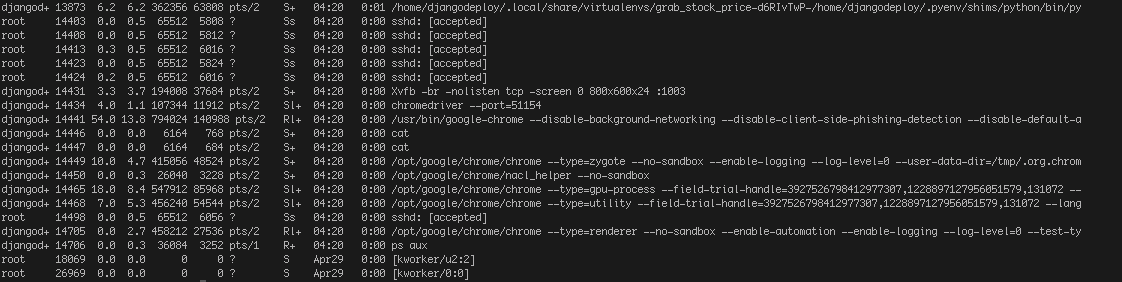 djangod+ 13873 6.2 6.2 362356 63808 pts/2 S+ 04:20 0:01 /home/djangodeploy/.local/share/virtualenvs/grab_stock_price-d6RIvTwP-/home/djangodeploy/.pyenv/shims/python/bin/py
root 14403 0.0 0.5 65512 5808 ? Ss 04:20 0:00 sshd: [accepted]
root 14408 0.0 0.5 65512 5812 ? Ss 04:20 0:00 sshd: [accepted]
root 14413 0.3 0.5 65512 6016 ? Ss 04:20 0:00 sshd: [accepted]
root 14423 0.0 0.5 65512 5824 ? Ss 04:20 0:00 sshd: [accepted]
root 14424 0.2 0.5 65512 6016 ? Ss 04:20 0:00 sshd: [accepted]
djangod+ 14431 3.3 3.7 194008 37684 pts/2 S+ 04:20 0:00 Xvfb -br -nolisten tcp -screen 0 800x600x24 :1003
djangod+ 14434 4.0 1.1 107344 11912 pts/2 Sl+ 04:20 0:00 chromedriver --port=51154
djangod+ 14441 54.0 13.8 794024 140988 pts/2 Rl+ 04:20 0:00 /usr/bin/google-chrome --disable-background-networking --disable-client-side-phishing-detection --disable-default-a
djangod+ 14446 0.0 0.0 6164 768 pts/2 S+ 04:20 0:00 cat
djangod+ 14447 0.0 0.0 6164 684 pts/2 S+ 04:20 0:00 cat
djangod+ 14449 10.0 4.7 415056 48524 pts/2 S+ 04:20 0:00 /opt/google/chrome/chrome --type=zygote --no-sandbox --enable-logging --log-level=0 --user-data-dir=/tmp/.org.chrom
djangod+ 14450 0.0 0.3 26040 3228 pts/2 S+ 04:20 0:00 /opt/google/chrome/nacl_helper --no-sandbox
djangod+ 14465 18.0 8.4 547912 85968 pts/2 Sl+ 04:20 0:00 /opt/google/chrome/chrome --type=gpu-process --field-trial-handle=3927526798412977307,1228897127956051579,131072 --
djangod+ 14468 7.0 5.3 456240 54544 pts/2 Sl+ 04:20 0:00 /opt/google/chrome/chrome --type=utility --field-trial-handle=3927526798412977307,1228897127956051579,131072 --lang
root 14498 0.0 0.5 65512 6056 ? Ss 04:20 0:00 sshd: [accepted]
djangod+ 14705 0.0 2.7 458212 27536 pts/2 Rl+ 04:20 0:00 /opt/google/chrome/chrome --type=renderer --no-sandbox --enable-automation --enable-logging --log-level=0 --test-ty
djangod+ 14706 0.0 0.3 36084 3252 pts/1 R+ 04:20 0:00 ps aux
root 18069 0.0 0.0 0 0 ? S Apr29 0:00 [kworker/u2:2]
root 26969 0.0 0.0 0 0 ? S Apr29 0:00 [kworker/0:0]